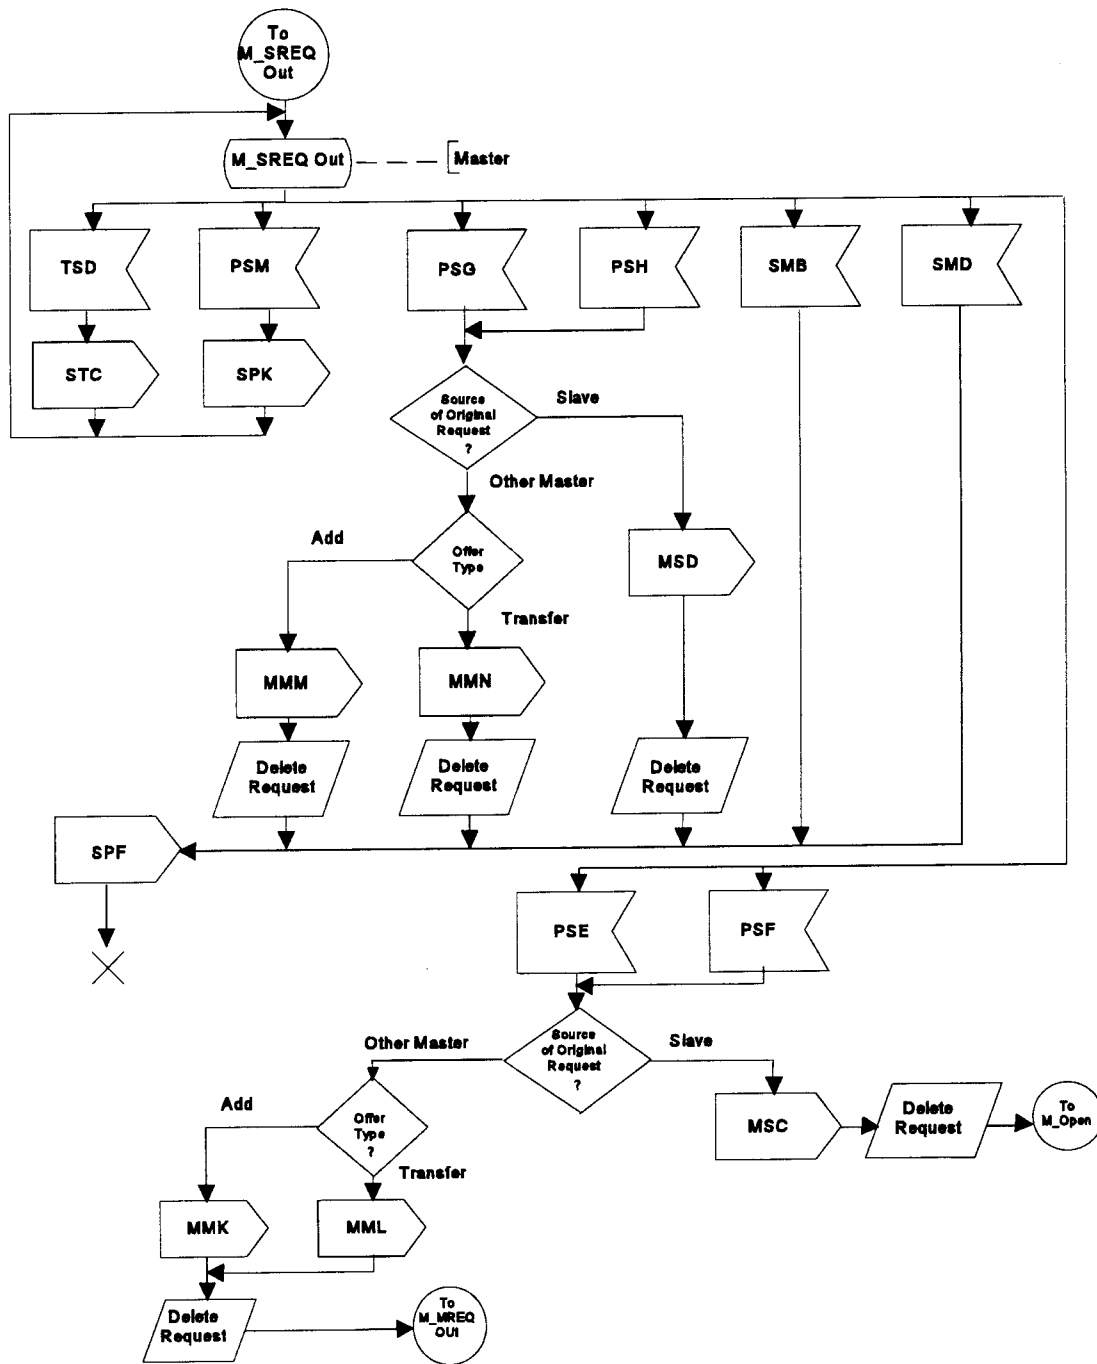 To
M_SREQ
Out
M_SREQ Out
Master
TSD
PSM
PSG
PSH
SMB
SMD
STC
SPK
Source
of Original
Request
?
Slave
Other Master
Add
Offer
Type
MSD
Transfer
MMM
MMN
Delete
Request
Delete
Request
Delete
Request
SPF
PSE
PSF
Source
of Original
Request
?
Other Master
Slave
Add
Offer
Type
?
MSC
Delete
Request
To
M_Open
Transfer
MMK
MML
Delete
Request
To
M_MREQ
OUt